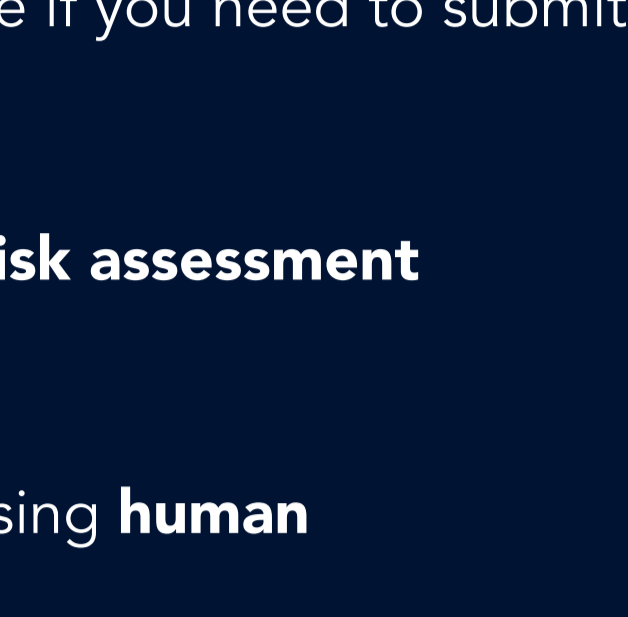 e if you need to submit
isk assessment
sing human